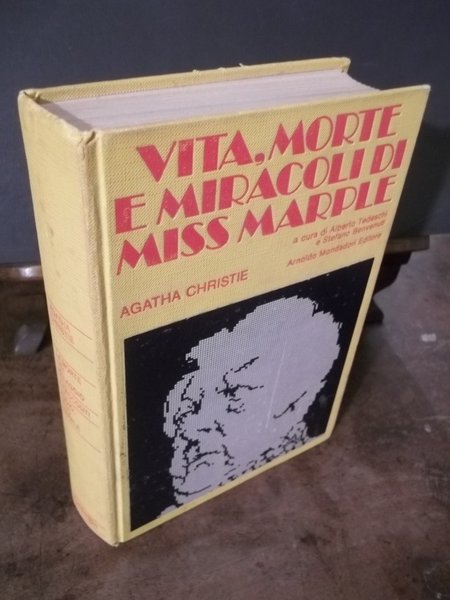 VITA, MORTE
E MIRACOLI DI
MISS MARPLE
a cura di Alberto Tedeschi
e Stefano Benvenuti
Arnoldo Mondadori Editore
AGATHA CHRISTIE